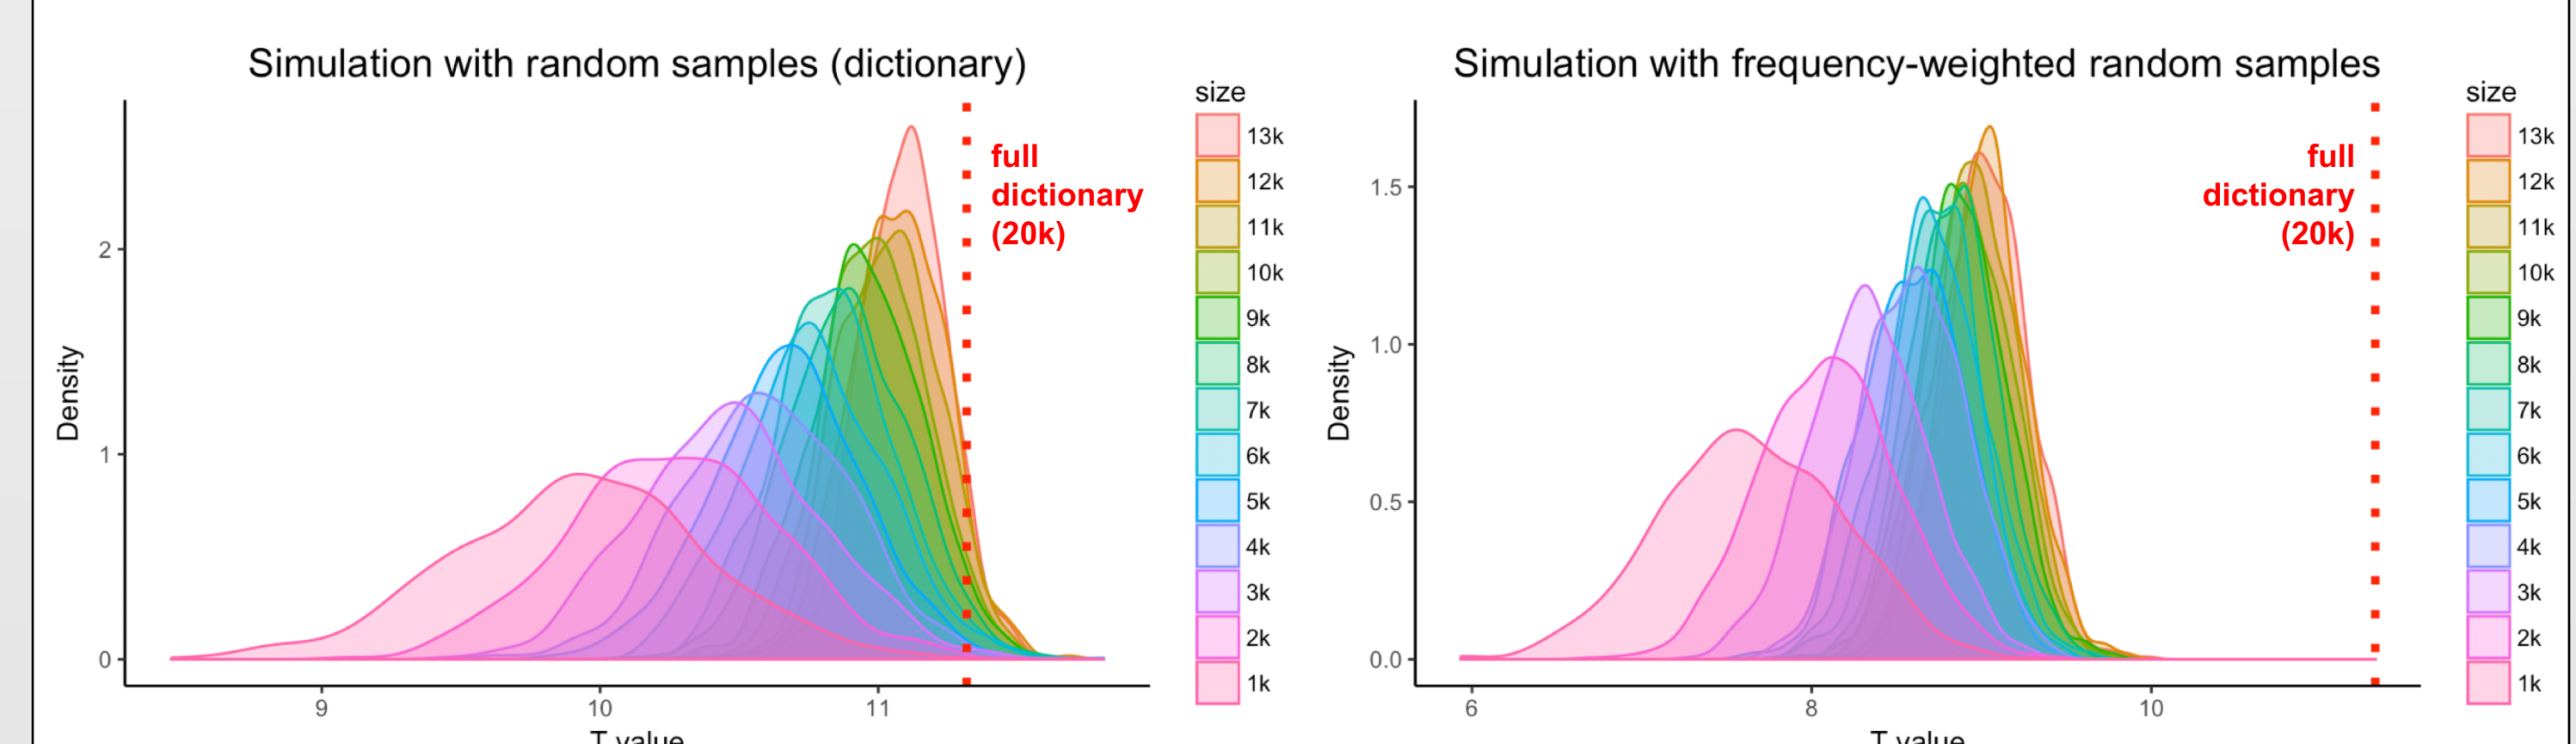 Simulation with random samples (dictionary)
full
dictionary
(20k)
Density
2
1
0
9
10
11
T value
size
13k
12k
11k
10k
9k
8k
7k
6k
5k
4k
3k
2k
1k
Simulation with frequency-weighted random samples
full
dictionary
(20k)
Density
1.5
1.0
0.5
0.0
6
8
10
T value
size
13k
12k
11k
10k
9k
8k
7k
6k
5k
4k
3k
2k
1k